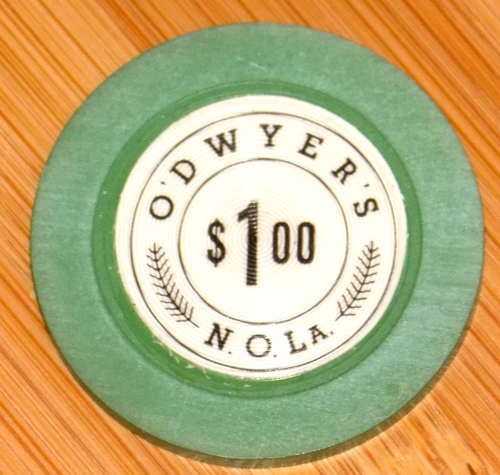 O'DWYER'S
$1.00
N. O. LA.